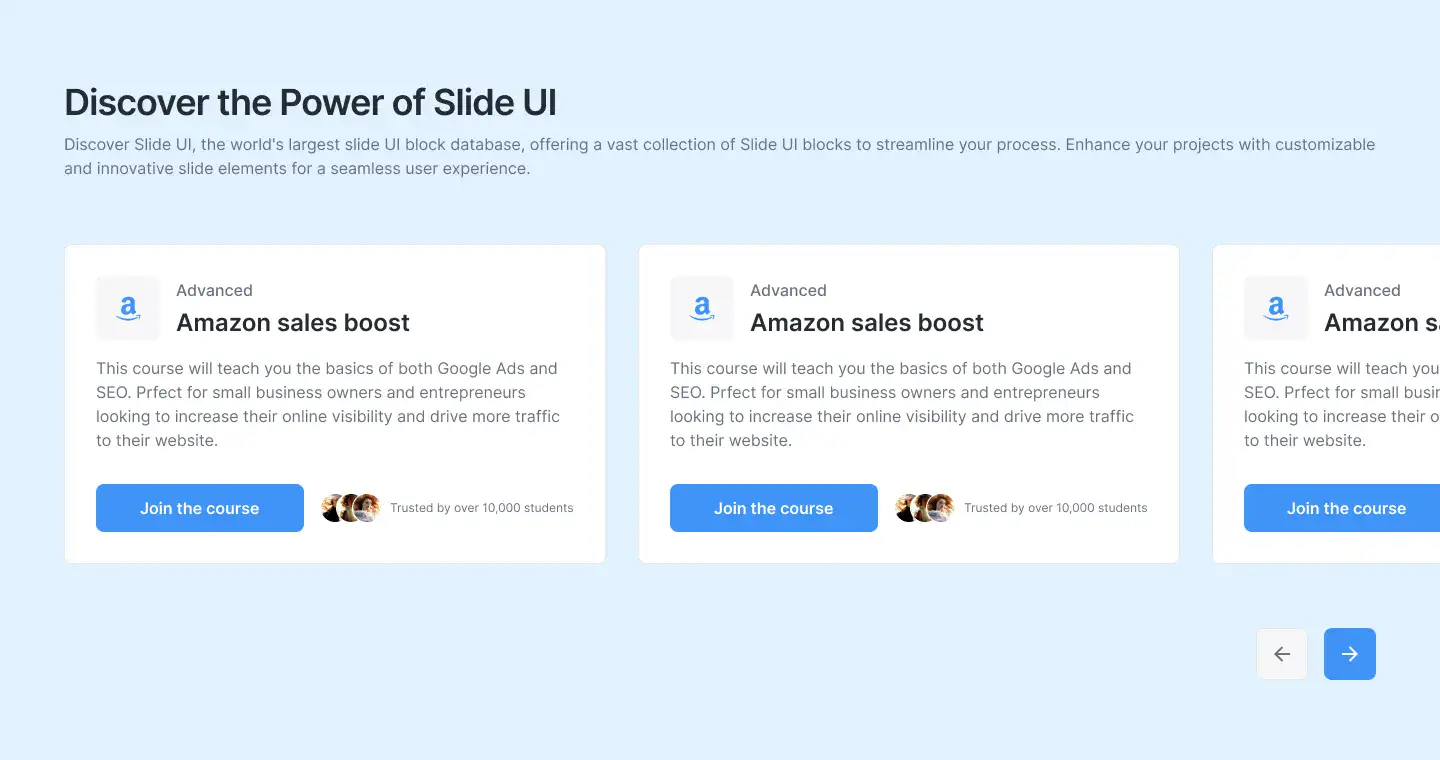 Discover the Power of Slide UI
Discover Slide UI, the world's largest slide UI block database, offering a vast collection of Slide UI blocks to streamline your process. Enhance your projects with customizable
and innovative slide elements for a seamless user experience.
Advanced
Amazon sales boost
This course will teach you the basics of both Google Ads and
SEO. Prfect for small business owners and entrepreneurs
looking to increase their online visibility and drive more traffic
to their website.
Join the course
Trusted by over 10,000 students
Advanced
Amazon sales boost
This course will teach you the basics of both Google Ads and
SEO. Prfect for small business owners and entrepreneurs
looking to increase their online visibility and drive more traffic
to their website.
Join the course
Trusted by over 10,000 students
Advanced
Amazon
This course will teach you
SEO. Prfect for small
looking to increase their
to their website.
Join the course